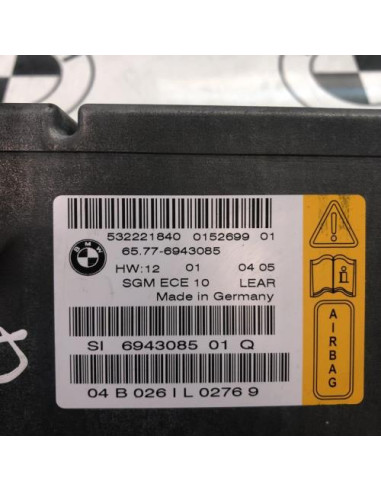 532221840 0152699 01
65.77-6943085
BMW
HW:12 01 04 05
SGM ECE 10 LEAR
Made in Germany
SI 6943085 01 Q
04 B 026 I L 0276 9
i
AIRBAG